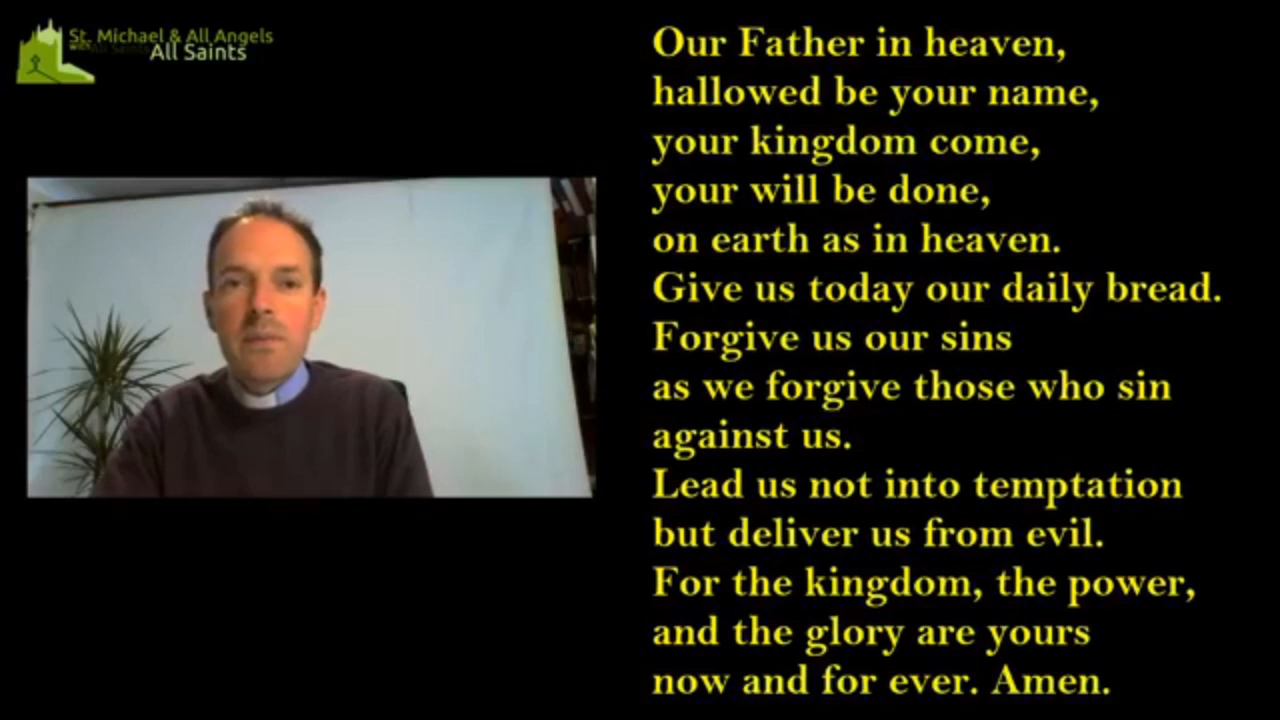 St. Michael & All Angels
with All Saints
All Saints
Our Father in heaven,
hallowed be your name,
your kingdom come,
your will be done,
on earth as in heaven.
Give us today our daily bread.
Forgive us our sins
as we forgive those who sin
against us.
Lead us not into temptation
but deliver us from evil.
For the kingdom, the power,
and the glory are yours
now and for ever. Amen.